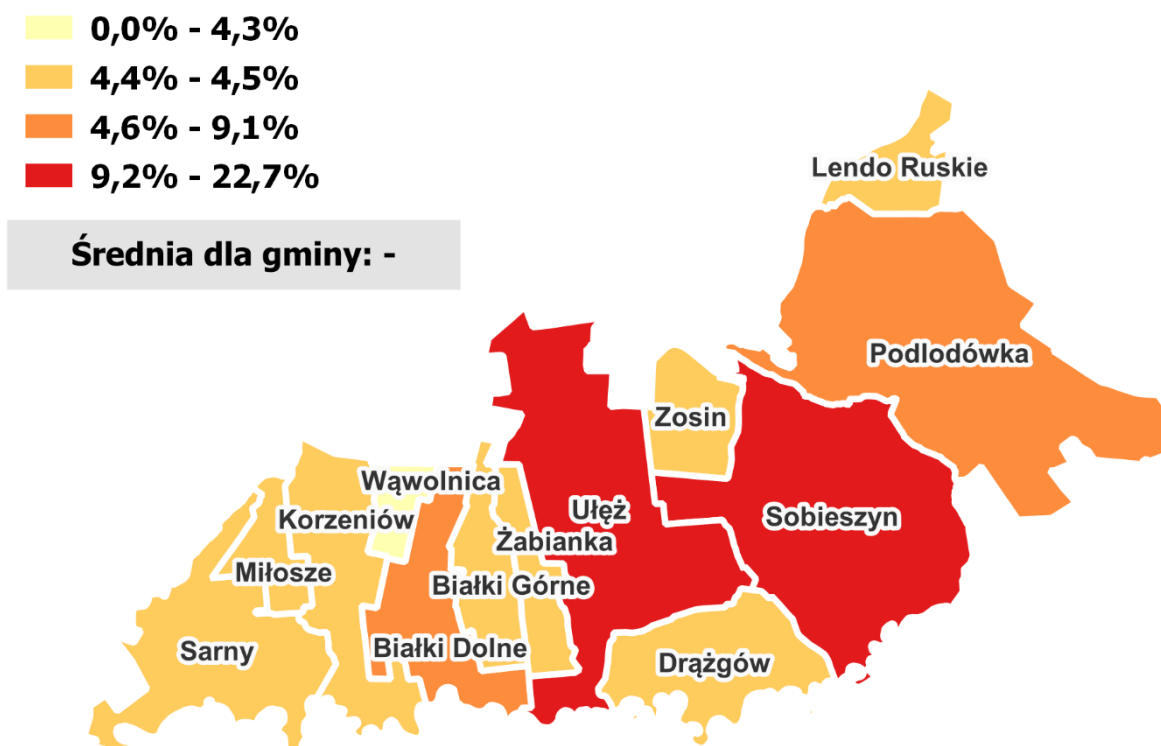 0,0% - 4,3%
4,4% - 4,5%
4,6% - 9,1%
9,2% - 22,7%
Średnia dla gminy: -
Lendo Ruskie
Podlodówka
Zosin
Wąwolnica
Korzeniów
Ułęż
Sobieszyn
Żabianka
Miłosze
Białki Górne
Sarny
Białki Dolne
Drążgów